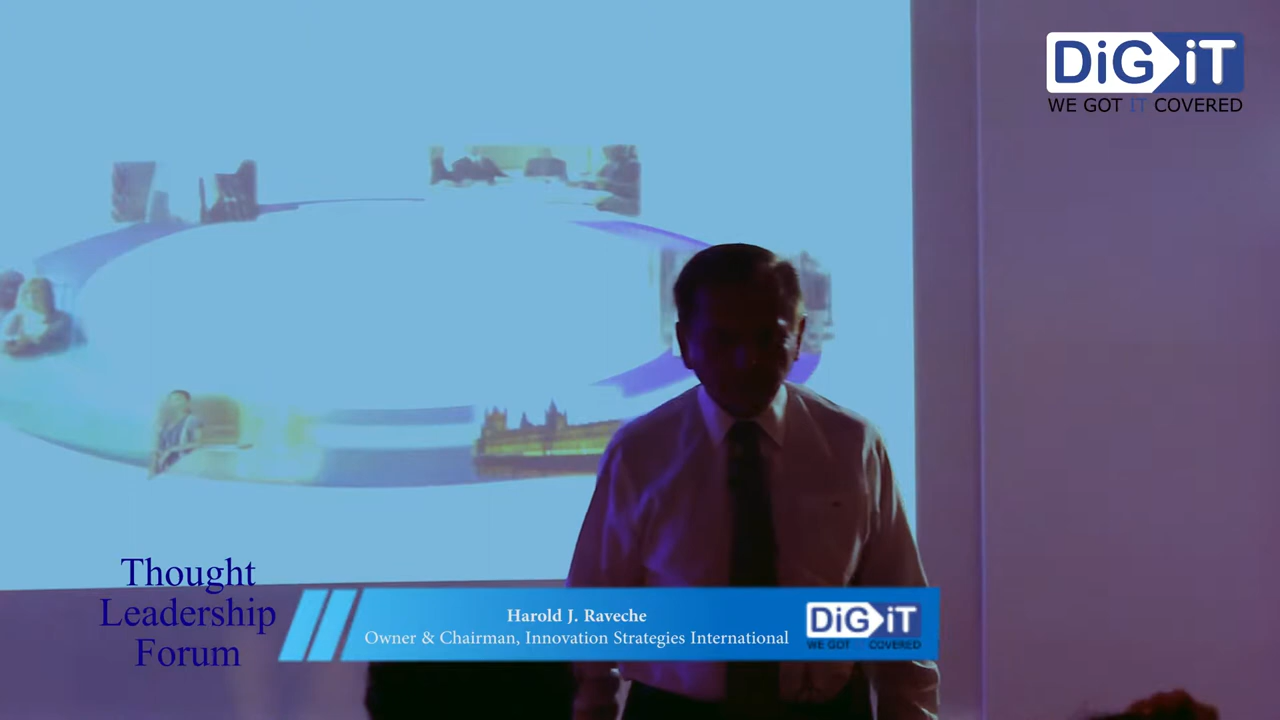 DiG iT
WE GOT IT COVERED
Thought
Leadership
Forum
Harold J. Raveche
Owner & Chairman, Innovation Strategies International
DiG iT
WE GOT IT COVERED